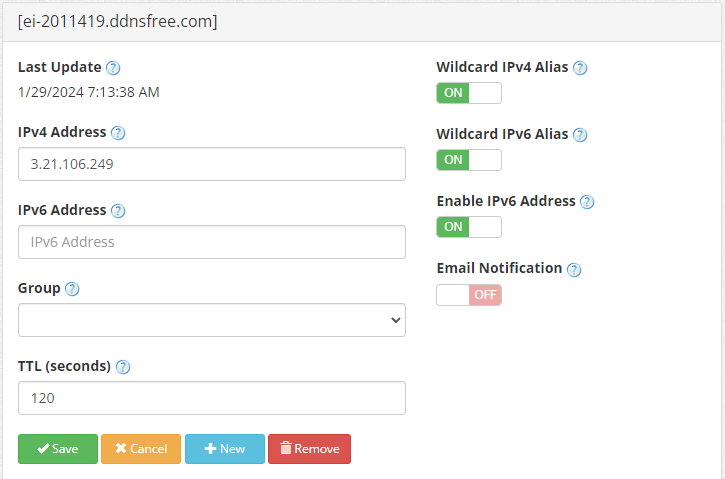 [ei-2011419.ddnsfree.com]
Last Update ?
1/29/2024 7:13:38 AM
IPv4 Address ?
3.21.106.249
IPv6 Address ?
IPv6 Address
Group ?
TTL (seconds) ?
120
Save Cancel New Remove
Wildcard IPv4 Alias ?
ON
Wildcard IPv6 Alias ?
ON
Enable IPv6 Address ?
ON
Email Notification ?
OFF